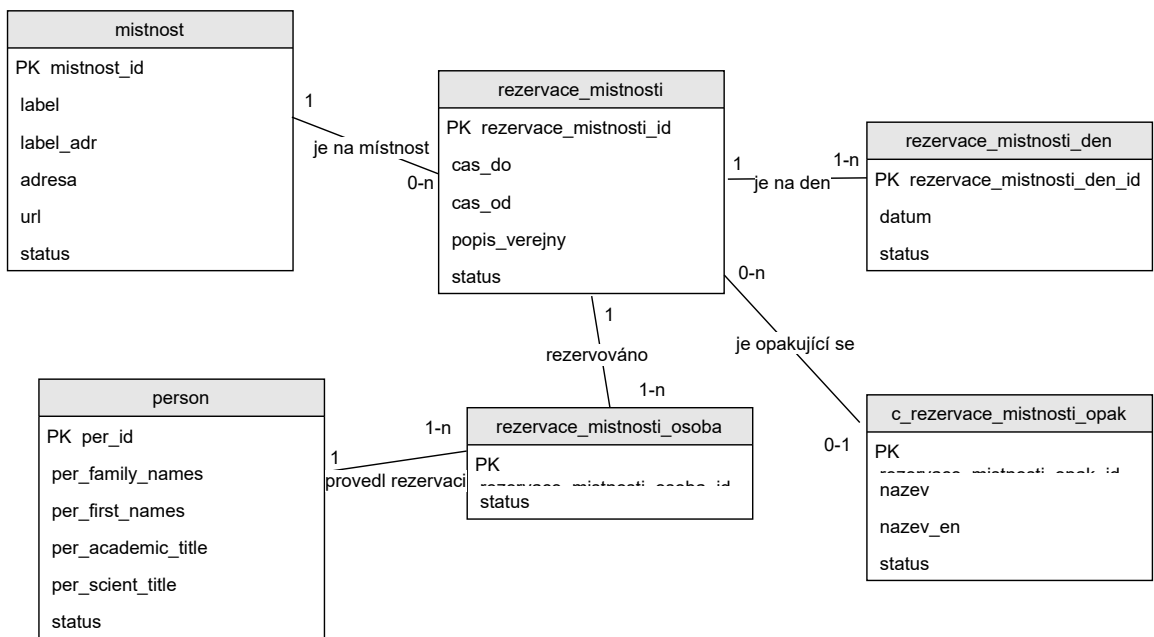 mistnost
PK mistnost_id
label
label_adr
adresa
url
status
1
je na místnost
0-n
rezervace_mistnosti
PK rezervace_mistnosti_id
cas_do
cas_od
popis_verejny
status
1
je na den
1-n
rezervace_mistnosti_den
PK rezervace_mistnosti_den_id
datum
status
0-n
je opakující se
0-1
1
rezervováno
1-n
person
PK per_id
per_family_names
per_first_names
per_academic_title
per_scient_title
status
1
provedl rezervaci
1-n
rezervace_mistnosti_osoba
PK
rezervace_mistnosti_osoba_id
status
c_rezervace_mistnosti_opak
PK
rezervace_mistnosti_opak_id
nazev
nazev_en
status